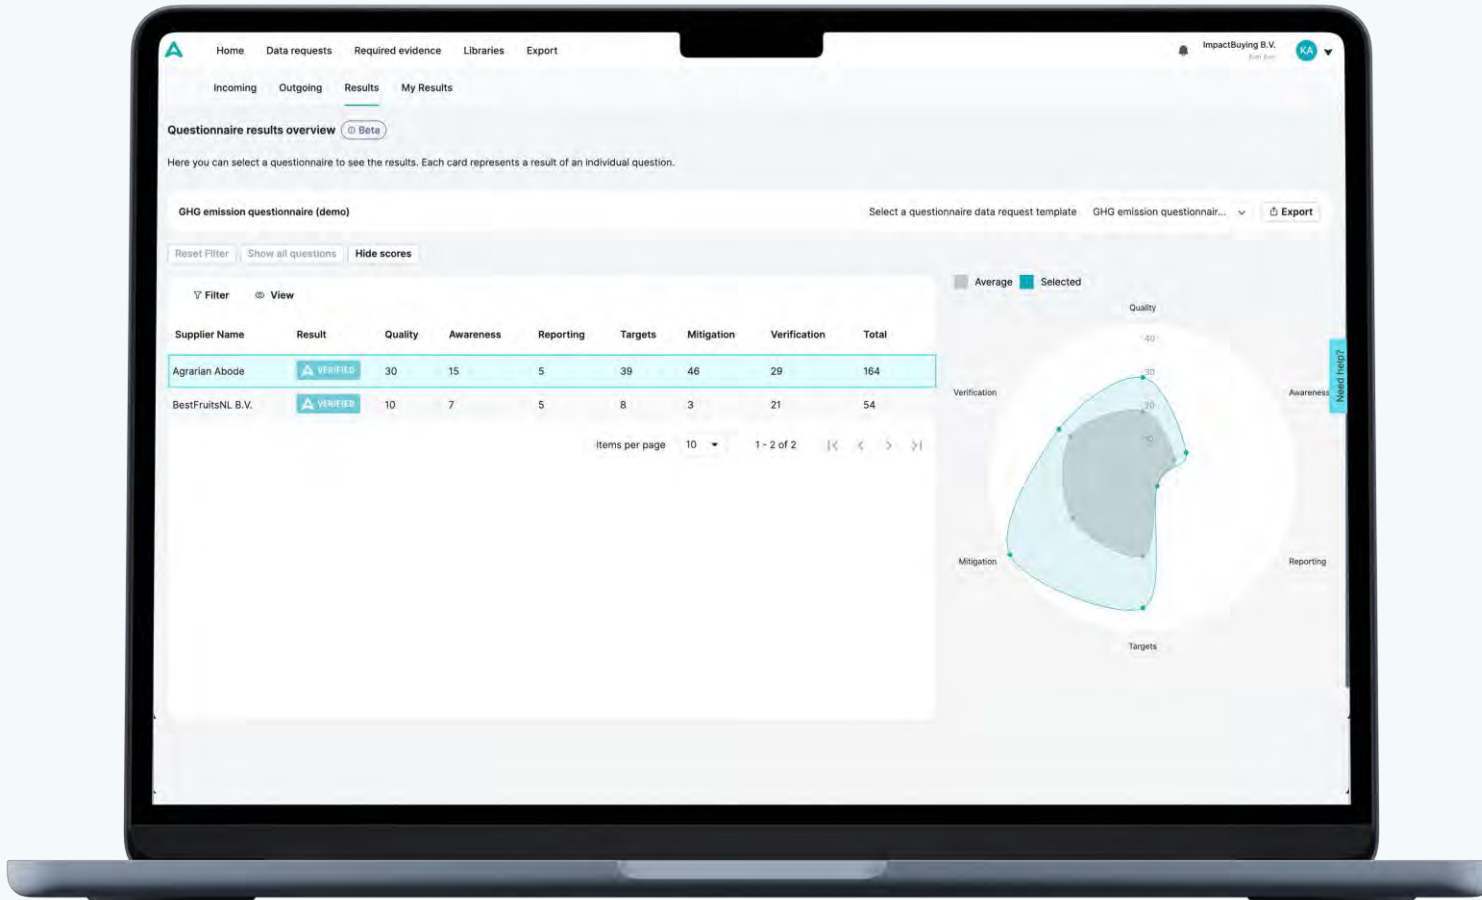 Home Data requests Required evidence Libraries Export
ImpactBuying B.V.
KA
Incoming Outgoing Results My Results
Questionnaire results overview Beta
Here you can select a questionnaire to see the results. Each card represents a result of an individual question.
GHG emission questionnaire (demo) Select a questionnaire data request template GHG emission questionnair... Export
Reset Filter Show all questions Hide scores
Filter View
Supplier Name Result Quality Awareness Reporting Targets Mitigation Verification Total
Agrarian Abode VERIFIED 30 15 5 39 46 29 164
BestFruitsNL B.V. VERIFIED 10 7 5 8 3 21 54
Items per page 10 1 - 2 of 2
Average Selected
Quality
40
30
20
10
Verification
Awareness
Mitigation
Reporting
Targets
Need help?